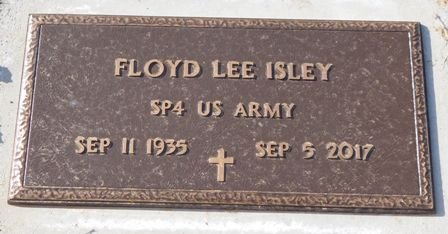 FLOYD LEE ISLEY
SP4 US ARMY
SEP 11 1935 SEP 5 2017